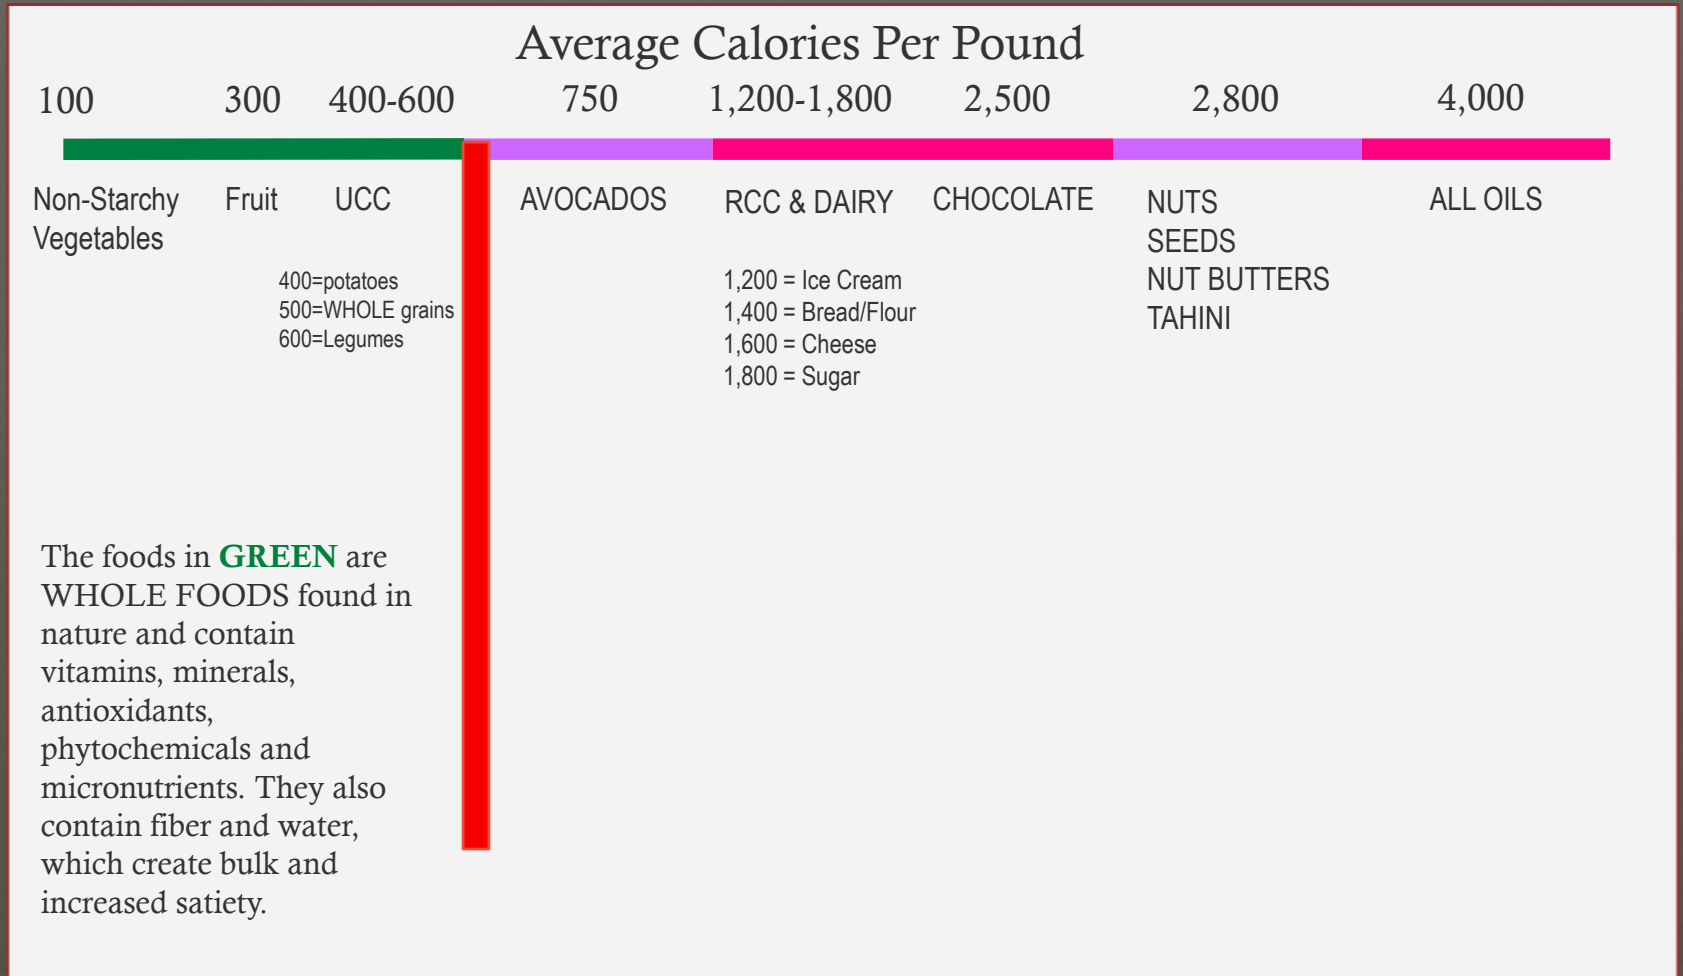 Average Calories Per Pound
100 300 400-600 750 1,200-1,800 2,500 2,800 4,000
Non-Starchy
Vegetables
Fruit
UCC
400=potatoes
500=WHOLE grains
600=Legumes
AVOCADOS
RCC & DAIRY
1,200 = Ice Cream
1,400 = Bread/Flour
1,600 = Cheese
1,800 = Sugar
CHOCOLATE
NUTS
SEEDS
NUT BUTTERS
TAHINI
ALL OILS
The foods in GREEN are
WHOLE FOODS found in
nature and contain
vitamins, minerals,
antioxidants,
phytochemicals and
micronutrients. They also
contain fiber and water,
which create bulk and
increased satiety.